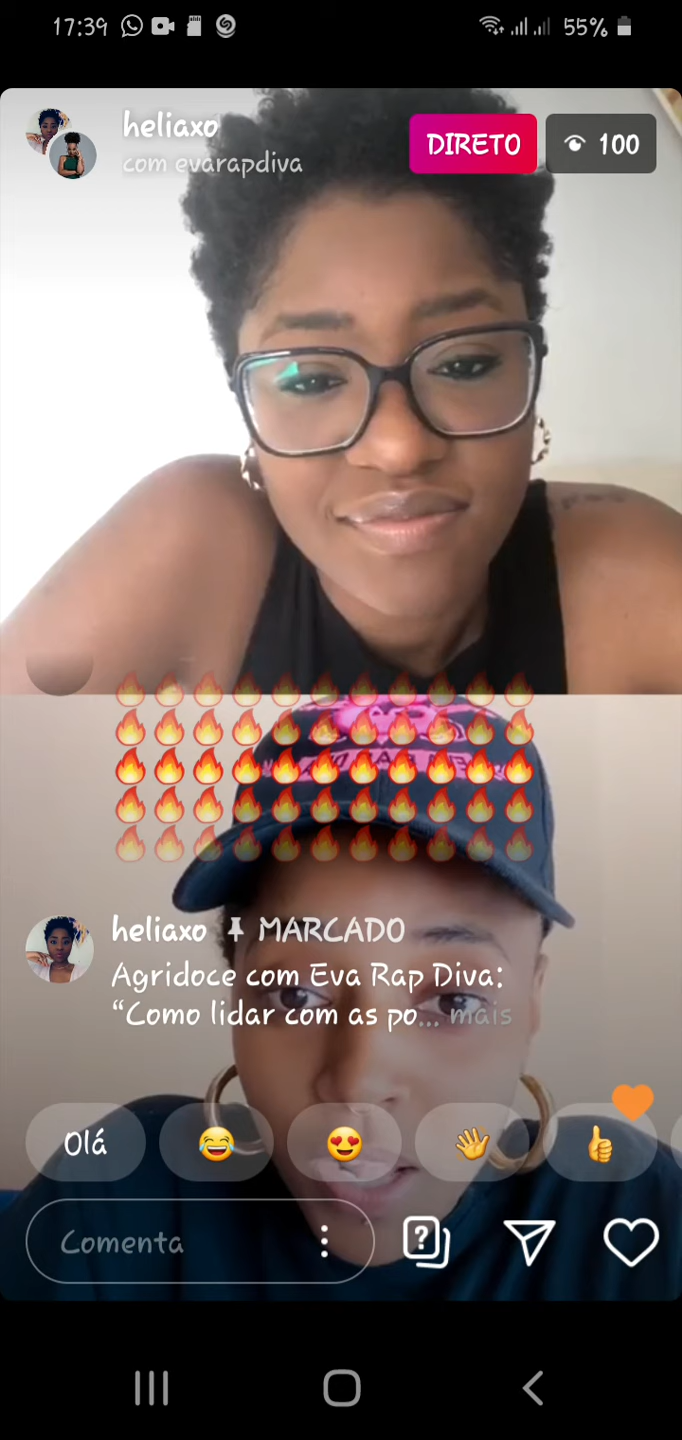 17:39
55%
heliaxo
com evarapdiva
DIRETO
100
heliaxo MARCADO
Agridoce com Eva Rap Diva:
“Como lidar com as po... mais
Olá
Comenta